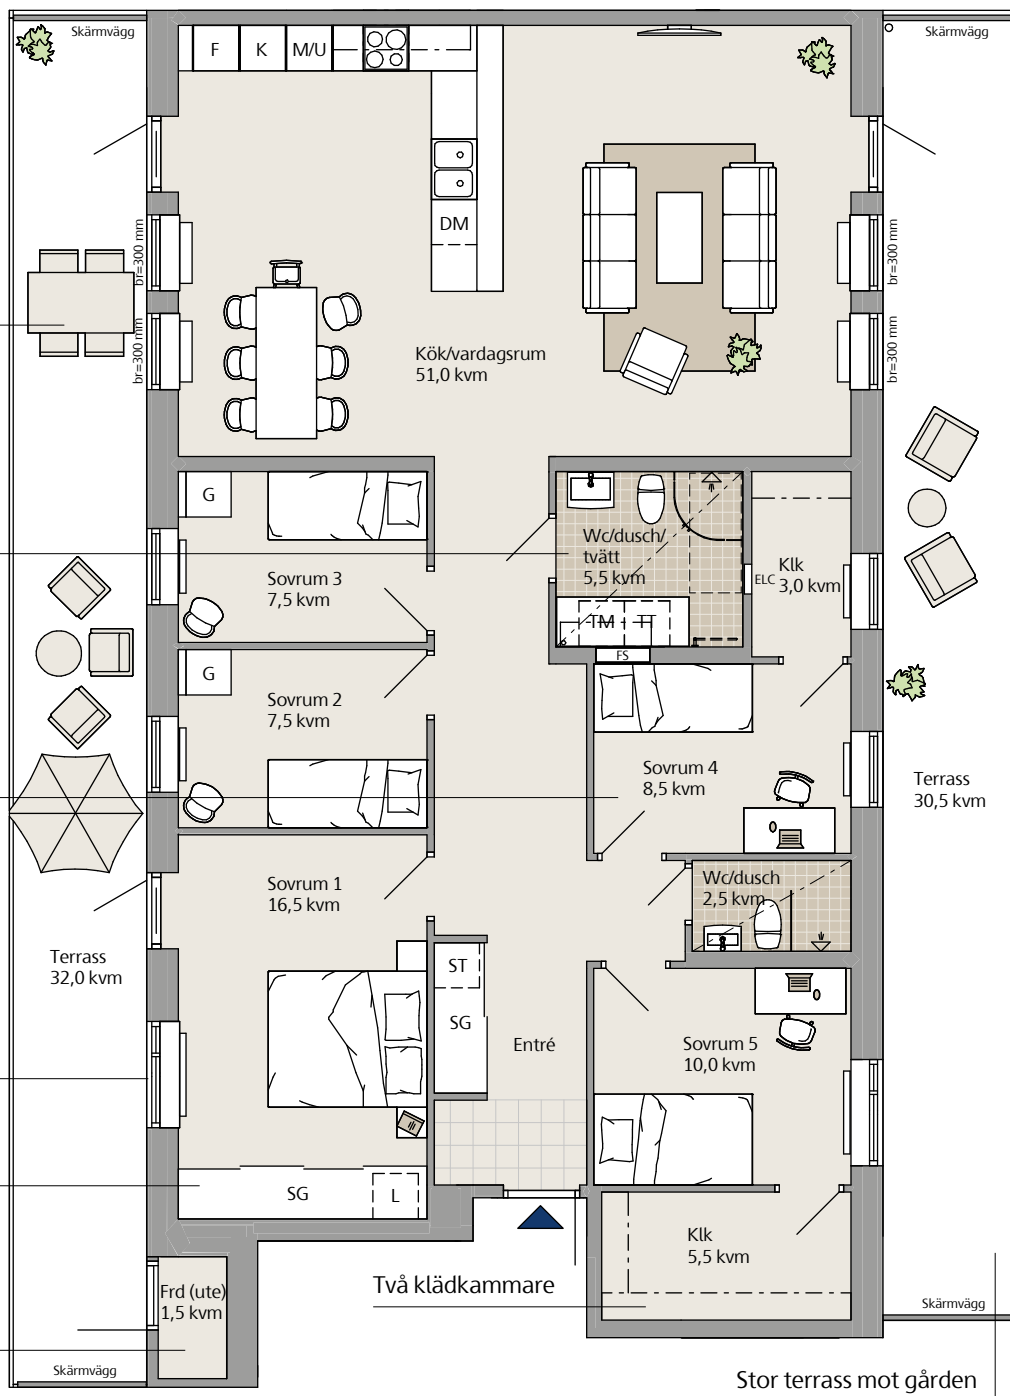 Skärmvägg
Skärmvägg
F
K
M/U
DM
br=300 mm
br=300 mm
br=300 mm
br=300 mm
Kök/vardagsrum
51,0 kvm
G
Sovrum 3
7,5 kvm
Wc/dusch/
tvätt
5,5 kvm
TM
TT
FS
ELC
Klk
3,0 kvm
G
Sovrum 2
7,5 kvm
Sovrum 4
8,5 kvm
Terrass
30,5 kvm
Sovrum 1
16,5 kvm
Wc/dusch
2,5 kvm
Terrass
32,0 kvm
ST
SG
Entré
Sovrum 5
10,0 kvm
SG
L
Klk
5,5 kvm
Frd (ute)
1,5 kvm
Två klädkammare
Skärmvägg
Skärmvägg
Stor terrass mot gården